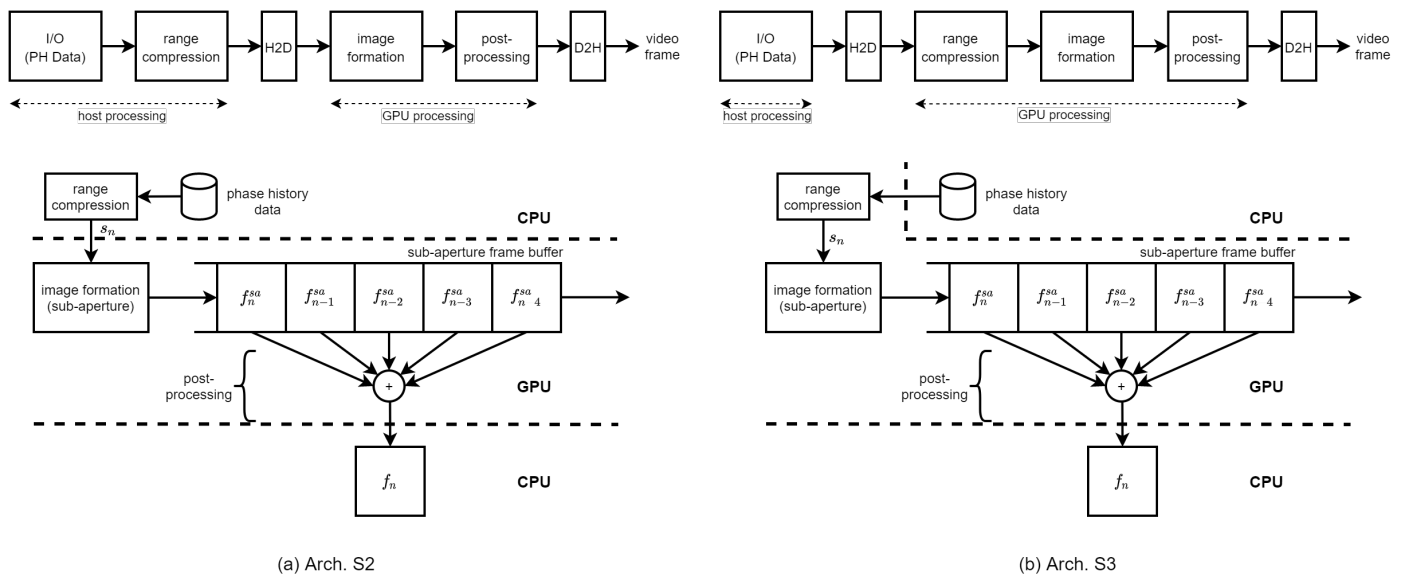 I/O
(PH Data)
range
compression
H2D
image
formation
post-
processing
D2H
video
frame
host processing
GPU processing
range
compression
phase history
data
CPU
s_n
sub-aperture frame buffer
image formation
(sub-aperture)
f_n^{sa}
f_{n-1}^{sa}
f_{n-2}^{sa}
f_{n-3}^{sa}
f_{n 4}^{sa}
post-
processing
+
GPU
f_n
CPU
(a) Arch. S2
I/O
(PH Data)
H2D
range
compression
image
formation
post-
processing
D2H
video
frame
host processing
GPU processing
range
compression
phase history
data
CPU
s_n
sub-aperture frame buffer
image formation
(sub-aperture)
f_n^{sa}
f_{n-1}^{sa}
f_{n-2}^{sa}
f_{n-3}^{sa}
f_{n 4}^{sa}
post-
processing
+
GPU
f_n
CPU
(b) Arch. S3